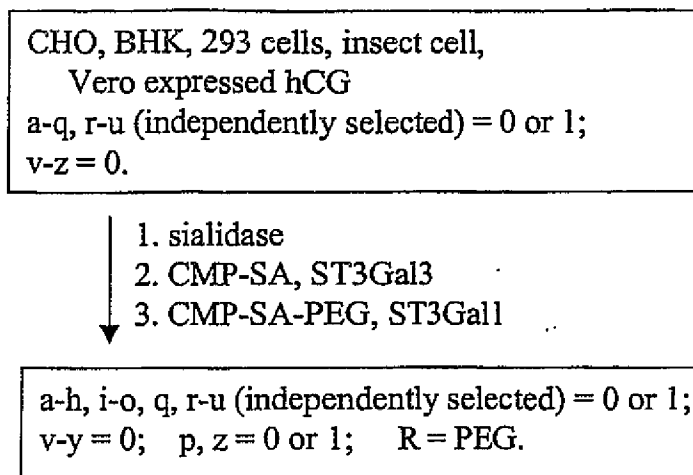 CHO, BHK, 293 cells, insect cell,
Vero expressed hCG
a-q, r-u (independently selected) = 0 or 1;
v-z = 0.
1. sialidase
2. CMP-SA, ST3Gal3
3. CMP-SA-PEG, ST3Gal1
a-h, i-o, q, r-u (independently selected) = 0 or 1;
v-y = 0; p, z = 0 or 1; R = PEG.